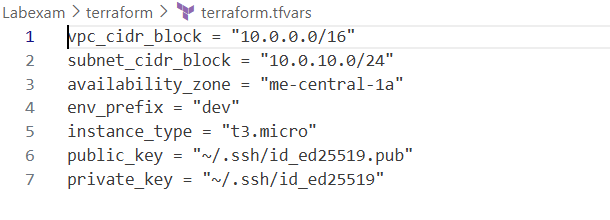 Labexam > terraform > terraform.tfvars
1 vpc_cidr_block = "10.0.0.0/16"
2 subnet_cidr_block = "10.0.10.0/24"
3 availability_zone = "me-central-1a"
4 env_prefix = "dev"
5 instance_type = "t3.micro"
6 public_key = "~/.ssh/id_ed25519.pub"
7 private_key = "~/.ssh/id_ed25519"